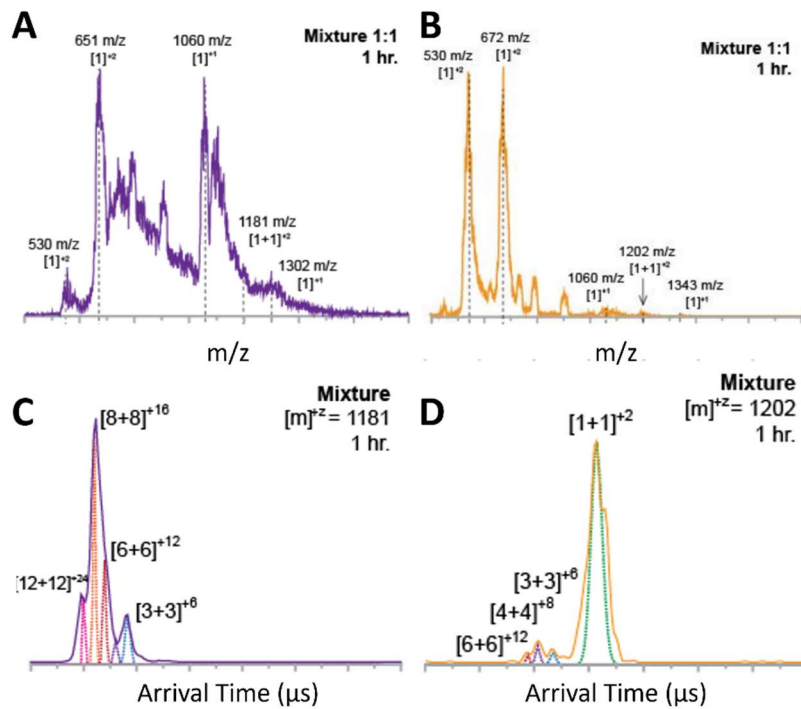 A
651 m/z
[1]⁺²
1060 m/z
[1]⁺¹
Mixture 1:1
1 hr.
530 m/z
[1]⁺²
1181 m/z
[1+1]⁺²
1302 m/z
[1]⁺¹
m/z
B
530 m/z
[1]⁺²
672 m/z
[1]⁺²
Mixture 1:1
1 hr.
1060 m/z
[1]⁺¹
1202 m/z
[1+1]⁺²
1343 m/z
[1]⁺¹
m/z
C
Mixture
[m]⁺ᶻ = 1181
1 hr.
[8+8]⁺¹⁶
[6+6]⁺¹²
[12+12]⁺²⁴
[3+3]⁺⁶
Arrival Time (μs)
D
Mixture
[m]⁺ᶻ = 1202
1 hr.
[1+1]⁺²
[3+3]⁺⁶
[4+4]⁺⁸
[6+6]⁺¹²
Arrival Time (μs)